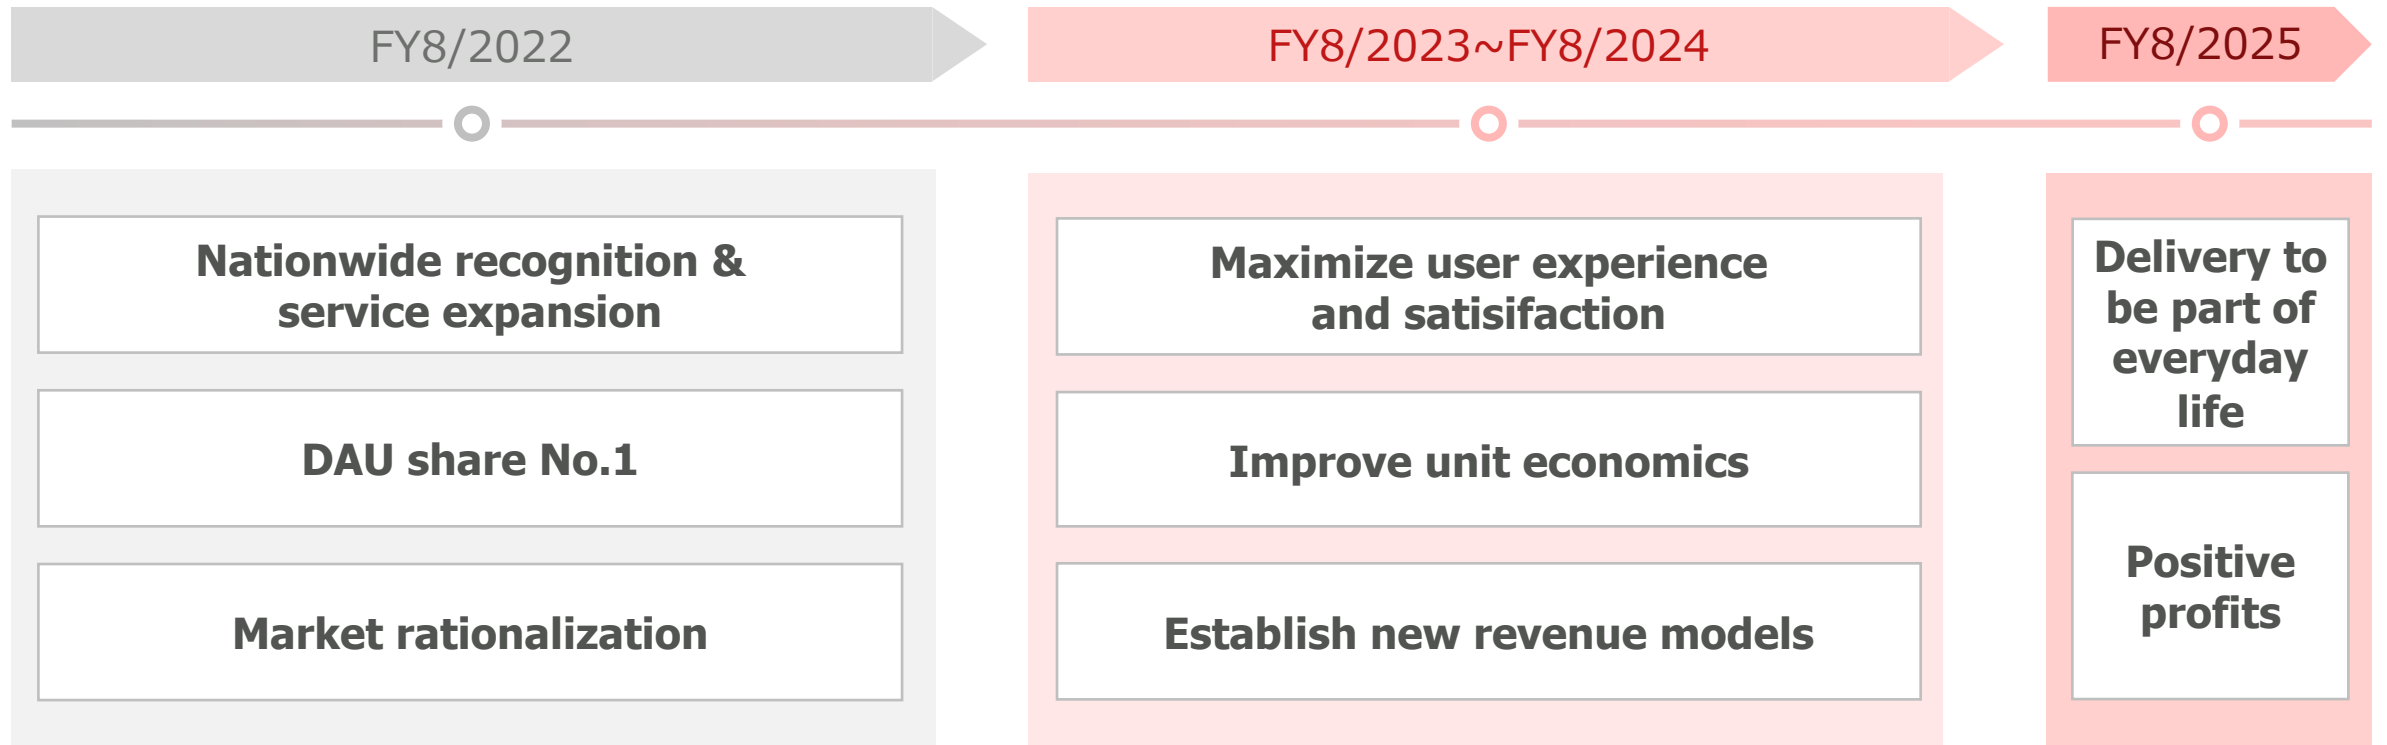 FY8/2022
FY8/2023~FY8/2024
FY8/2025
Nationwide recognition &
service expansion
DAU share No.1
Market rationalization
Maximize user experience
and satisifaction
Improve unit economics
Establish new revenue models
Delivery to
be part of
everyday
life
Positive
profits